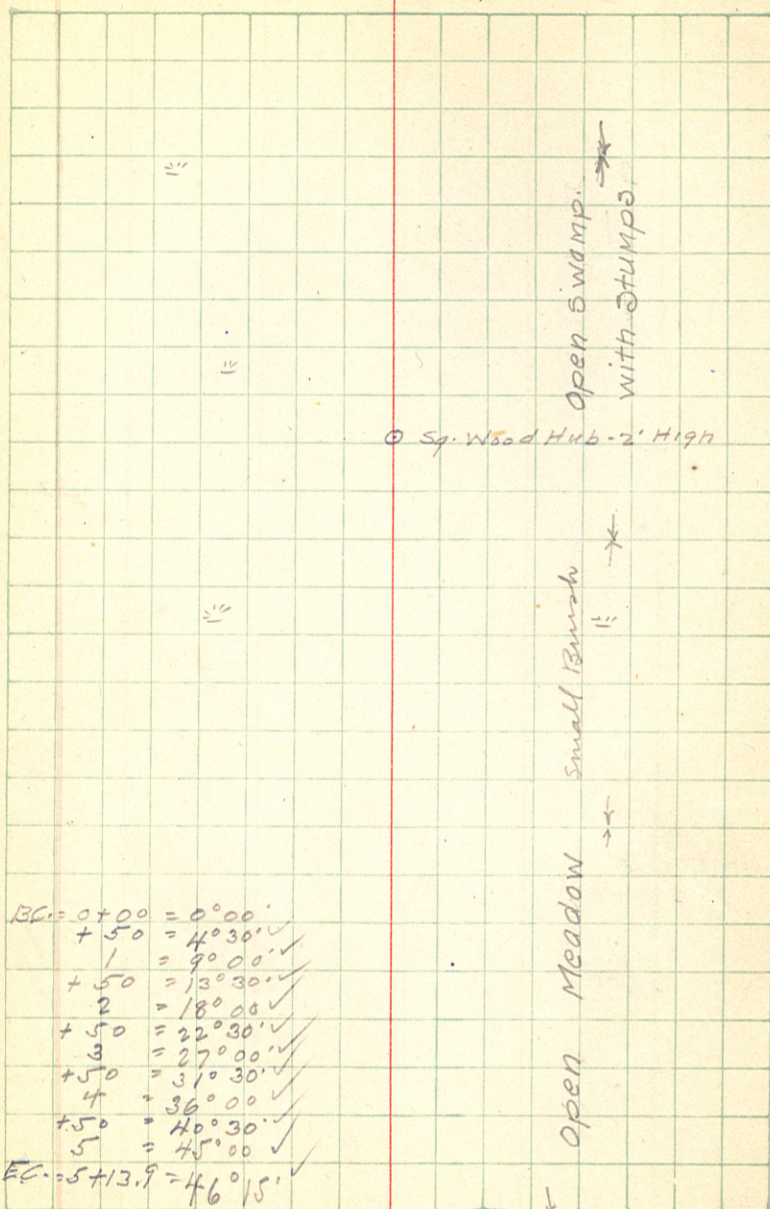 Open Swamp.
with Stumps.
⊙ Sq. Wood Hub - 2' High
Small Brush
Open Meadow
B.C. = 0+00 = 0°00'
+50 = 4°30' ✓
1 = 9°00' ✓
+50 = 13°30' ✓
2 = 18°00 ✓
+50 = 22°30' ✓
3 = 27°00' ✓
+50 = 31°30' ✓
4 = 36°00 ✓
+50 = 40°30' ✓
5 = 45°00 ✓
E.C. = 5+13.9 = 46°15' ✓